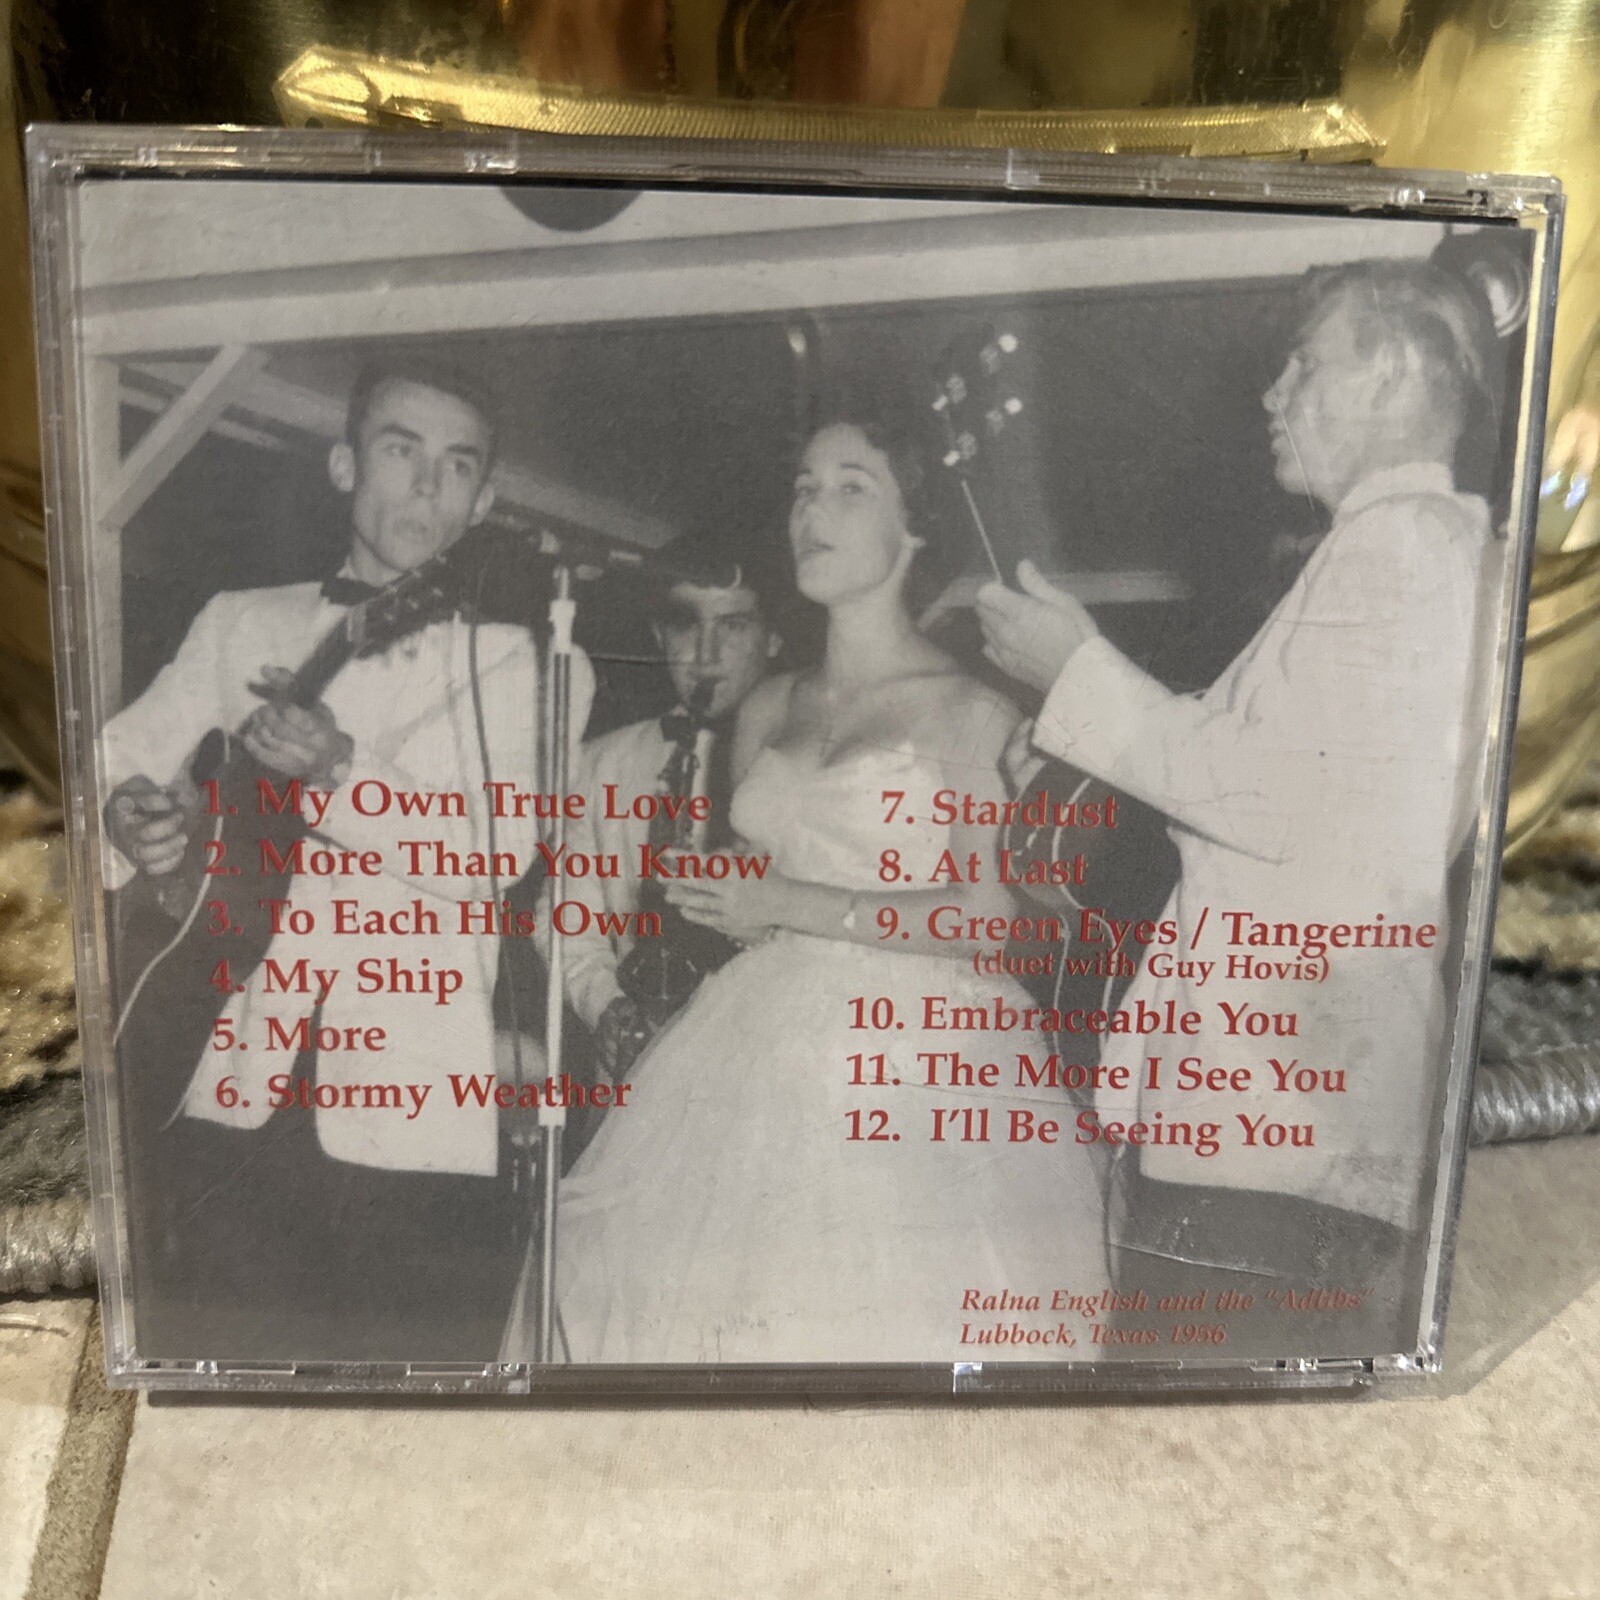 1. My Own True Love
2. More Than You Know
3. To Each His Own
4. My Ship
5. More
6. Stormy Weather
7. Stardust
8. At Last
9. Green Eyes / Tangerine
(duet with Guy Hovis)
10. Embraceable You
11. The More I See You
12. I'll Be Seeing You
Ralna English and the "Adlibs" -
Lubbock, Texas 1956